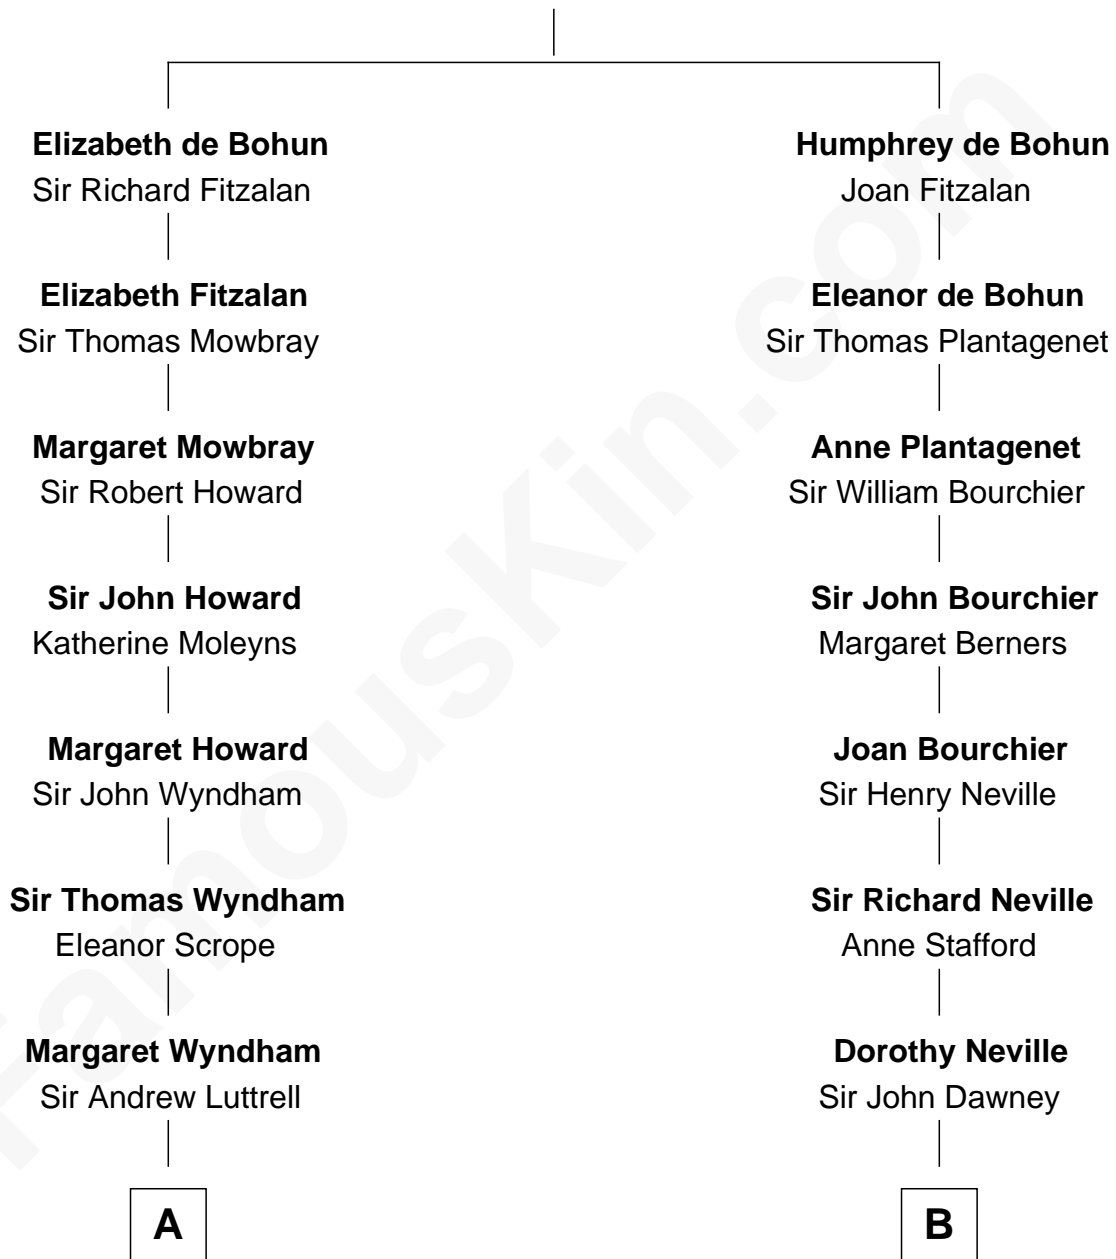 Elizabeth de Bohun
Sir Richard Fitzalan
Elizabeth Fitzalan
Sir Thomas Mowbray
Margaret Mowbray
Sir Robert Howard
Sir John Howard
Katherine Moleyns
Margaret Howard
Sir John Wyndham
Sir Thomas Wyndham
Eleanor Scrope
Margaret Wyndham
Sir Andrew Luttrell
A
Humphrey de Bohun
Joan Fitzalan
Eleanor de Bohun
Sir Thomas Plantagenet
Anne Plantagenet
Sir William Bourchier
Sir John Bourchier
Margaret Berners
Joan Bourchier
Sir Henry Neville
Sir Richard Neville
Anne Stafford
Dorothy Neville
Sir John Dawney
B
FamousKin.com